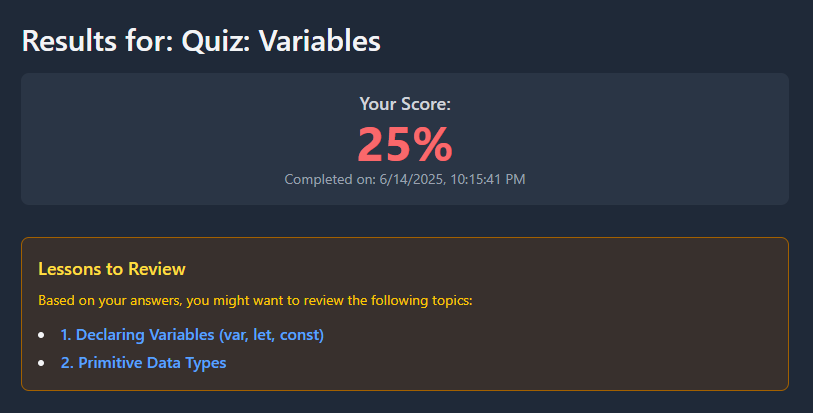 Results for: Quiz: Variables
Your Score:
25%
Completed on: 6/14/2025, 10:15:41 PM
Lessons to Review
Based on your answers, you might want to review the following topics:
• 1. Declaring Variables (var, let, const)
• 2. Primitive Data Types